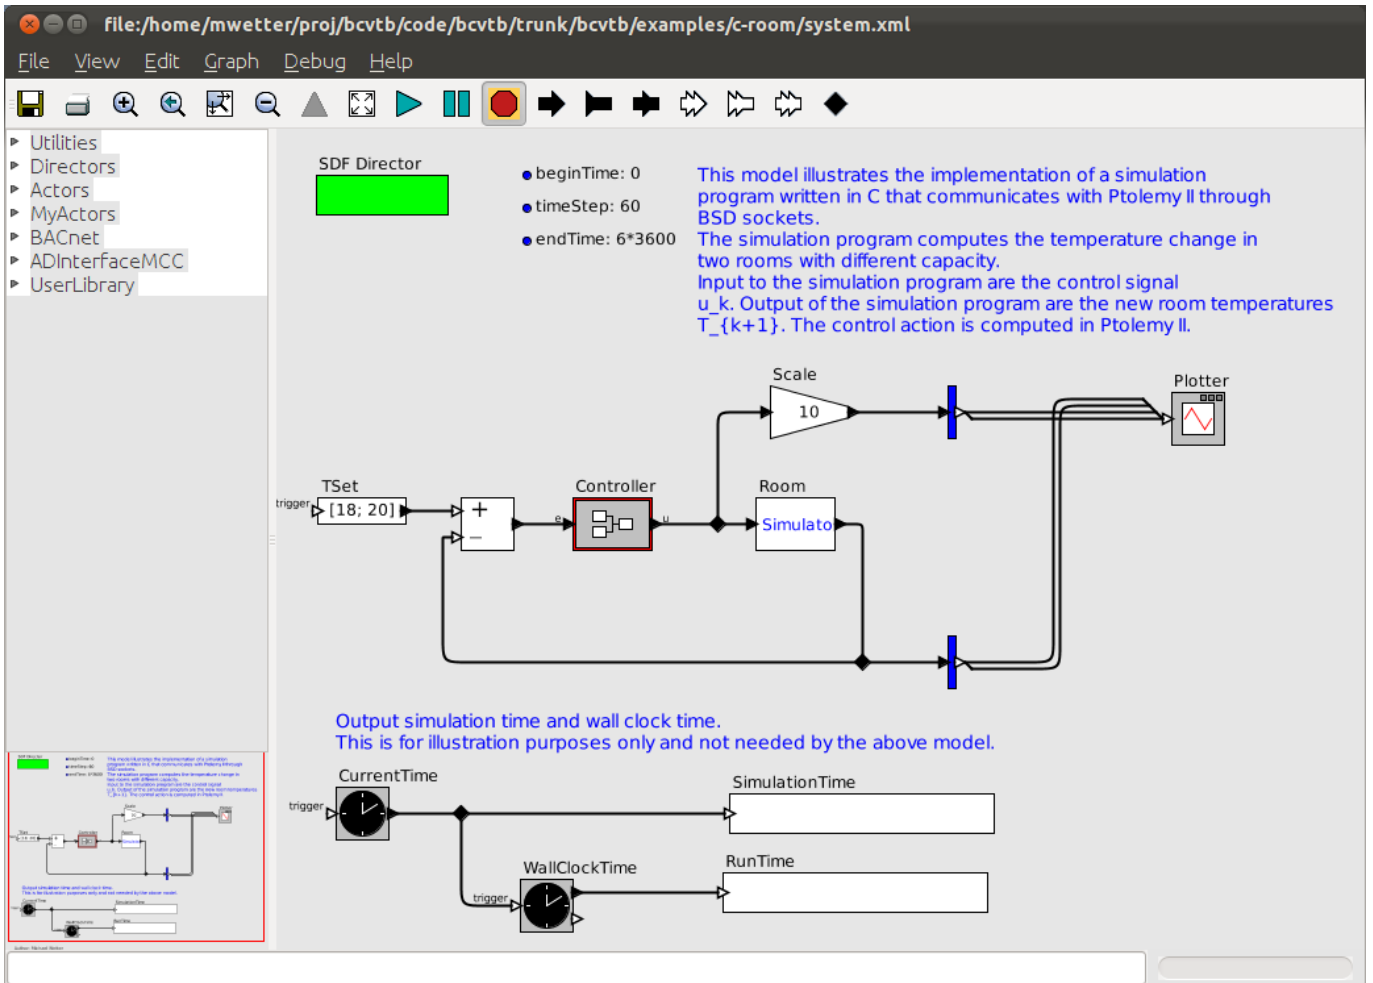 file:/home/mwetter/proj/bcvtb/code/bcvtb/trunk/bcvtb/examples/c-room/system.xml
File View Edit Graph Debug Help
Utilities
Directors
Actors
MyActors
BACnet
ADInterfaceMCC
UserLibrary
SDF Director
beginTime: 0
timeStep: 60
endTime: 6*3600
This model illustrates the implementation of a simulation
program written in C that communicates with Ptolemy II through
BSD sockets.
The simulation program computes the temperature change in
two rooms with different capacity.
Input to the simulation program are the control signal
u_k. Output of the simulation program are the new room temperatures
T_{k+1}. The control action is computed in Ptolemy II.
Scale
10
Plotter
TSet
trigger
[18; 20]
+
−
e
Controller
u
Room
Simulato
Output simulation time and wall clock time.
This is for illustration purposes only and not needed by the above model.
CurrentTime
trigger
SimulationTime
WallClockTime
trigger
RunTime